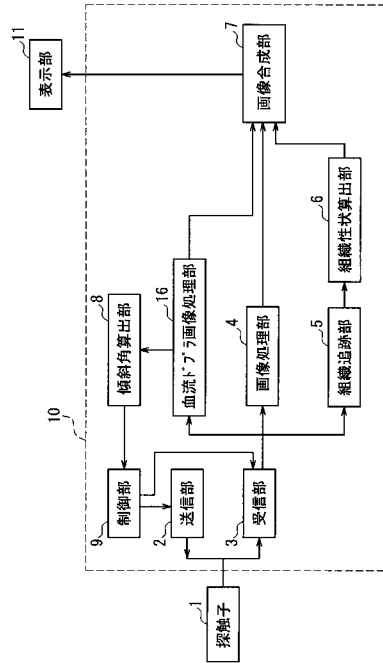 10
探触子
1
制御部
9
送信部
2
受信部
3
傾斜角算出部
8
血流ドプラ画像処理部
16
画像処理部
4
組織追跡部
5
組織性状算出部
6
画像合成部
7
表示部
11